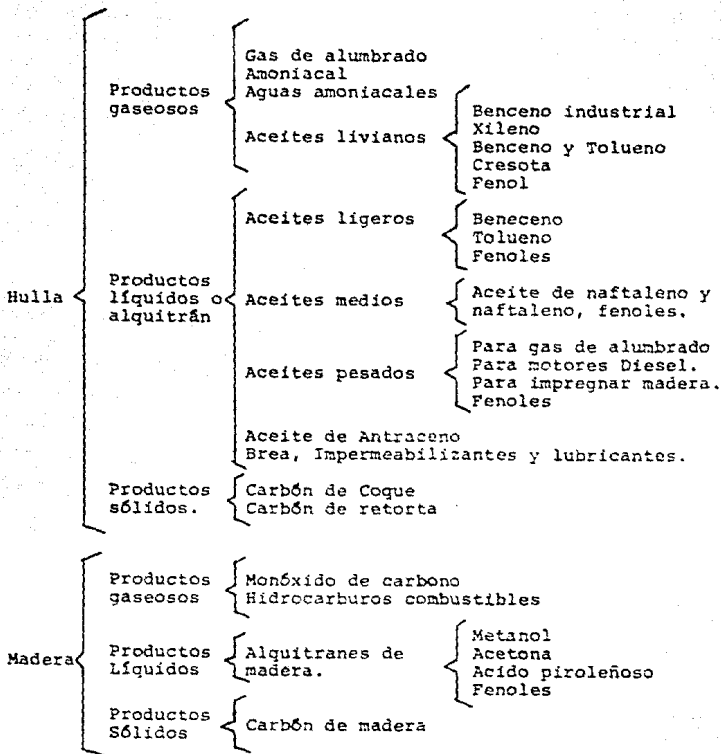 Hulla
Productos
gaseosos
Gas de alumbrado
Amoniacal
Aguas amoniacales
Aceites livianos
Benceno industrial
Xileno
Benceno y Tolueno
Cresota
Fenol
Productos
líquidos o
alquitrán
Aceites lígeros
Beneceno
Tolueno
Fenoles
Aceites medios
Aceite de naftaleno y
naftaleno, fenoles.
Aceites pesados
Para gas de alumbrado
Para motores Diesel.
Para impregnar madera.
Fenoles
Aceite de Antraceno
Brea, Impermeabilizantes y lubricantes.
Productos
sólidos.
Carbón de Coque
Carbón de retorta
Madera
Productos
gaseosos
Monóxido de carbono
Hidrocarburos combustibles
Productos
Líquidos
Alquitranes de
madera.
Metanol
Acetona
Acido piroleñoso
Fenoles
Productos
Sólidos
Carbón de madera